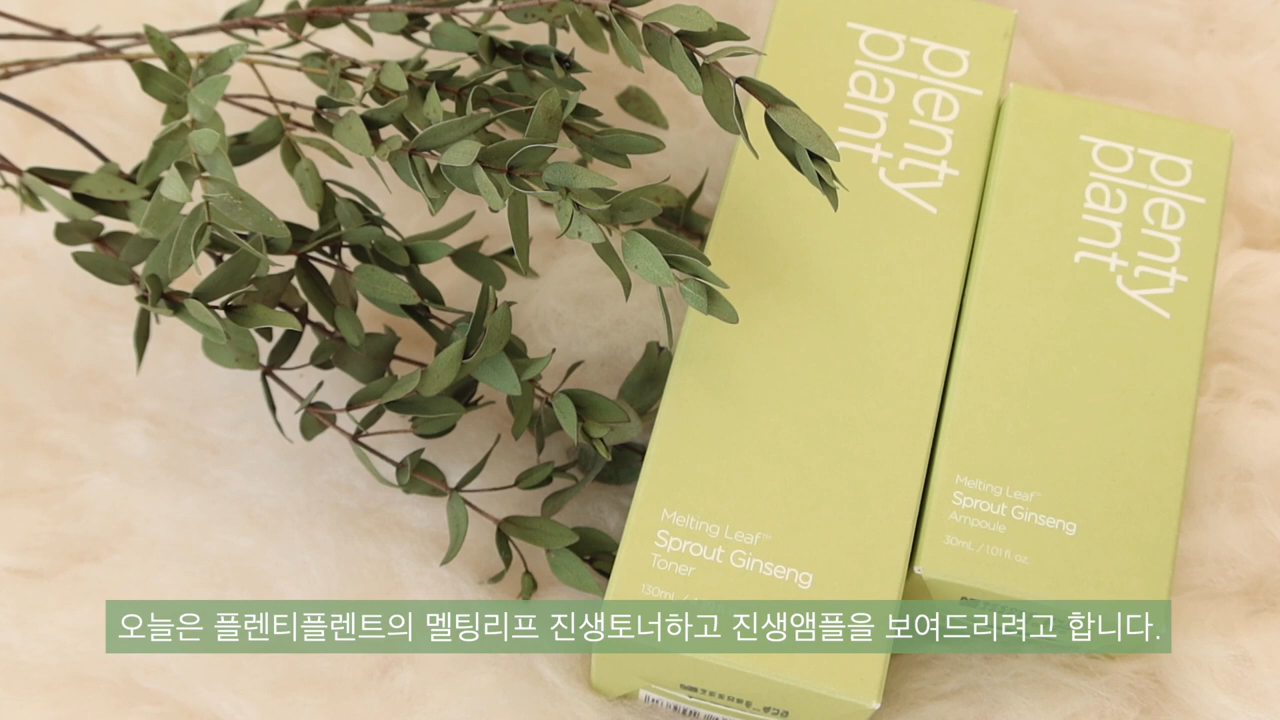 plenty
plant
Melting Leaf™
Sprout Ginseng
Toner
130mL /
plenty
plant
Melting Leaf™
Sprout Ginseng
Ampoule
30mL / 1.01 fl. oz.
오늘은 플렌티플렌트의 멜팅리프 진생토너하고 진생앰플을 보여드리려고 합니다.